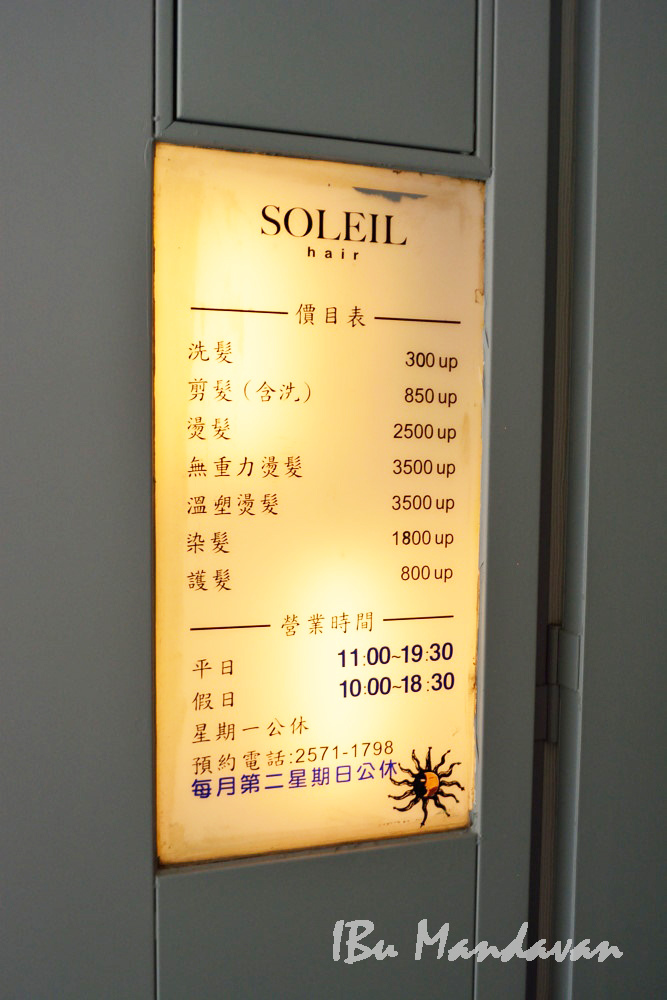 SOLEIL
hair
價目表
洗髮 300 up
剪髮（含洗） 850 up
燙髮 2500 up
無重力燙髮 3500 up
溫塑燙髮 3500 up
染髮 1800 up
護髮 800 up
營業時間
平日 11:00~19:30
假日 10:00~18:30
星期一公休
預約電話:2571-1798
每月第二星期日公休
IBu Mandavan